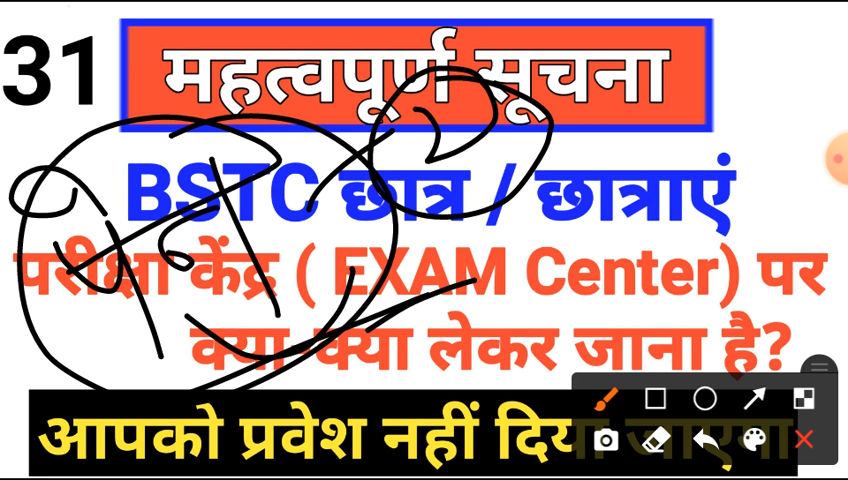 31 महत्वपूर्ण सूचना
BSTC छात्र / छात्राएं
परीक्षा केंद्र ( EXAM Center) पर
क्या-क्या लेकर जाना है?
आपको प्रवेश नहीं दिया जाएगा